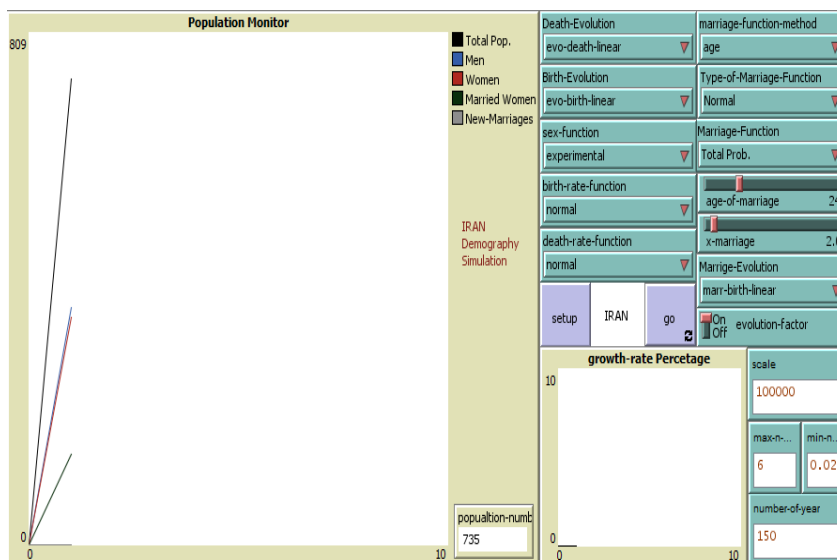 Population Monitor
809
0
0
10
Total Pop.
Men
Women
Married Women
New-Marriages
IRAN
Demography
Simulation
popualtion-numb
735
Death-Evolution
evo-death-linear
Birth-Evolution
evo-birth-linear
sex-function
experimental
birth-rate-function
normal
death-rate-function
normal
setup
IRAN
go
marriage-function-method
age
Type-of-Marriage-Function
Normal
Marriage-Function
Total Prob.
age-of-marriage 24
x-marriage 2.
Marrige-Evolution
marr-birth-linear
On
Off
evolution-factor
growth-rate Percetage
10
0
0
10
scale
100000
max-n-...
6
min-n...
0.02
number-of-year
150